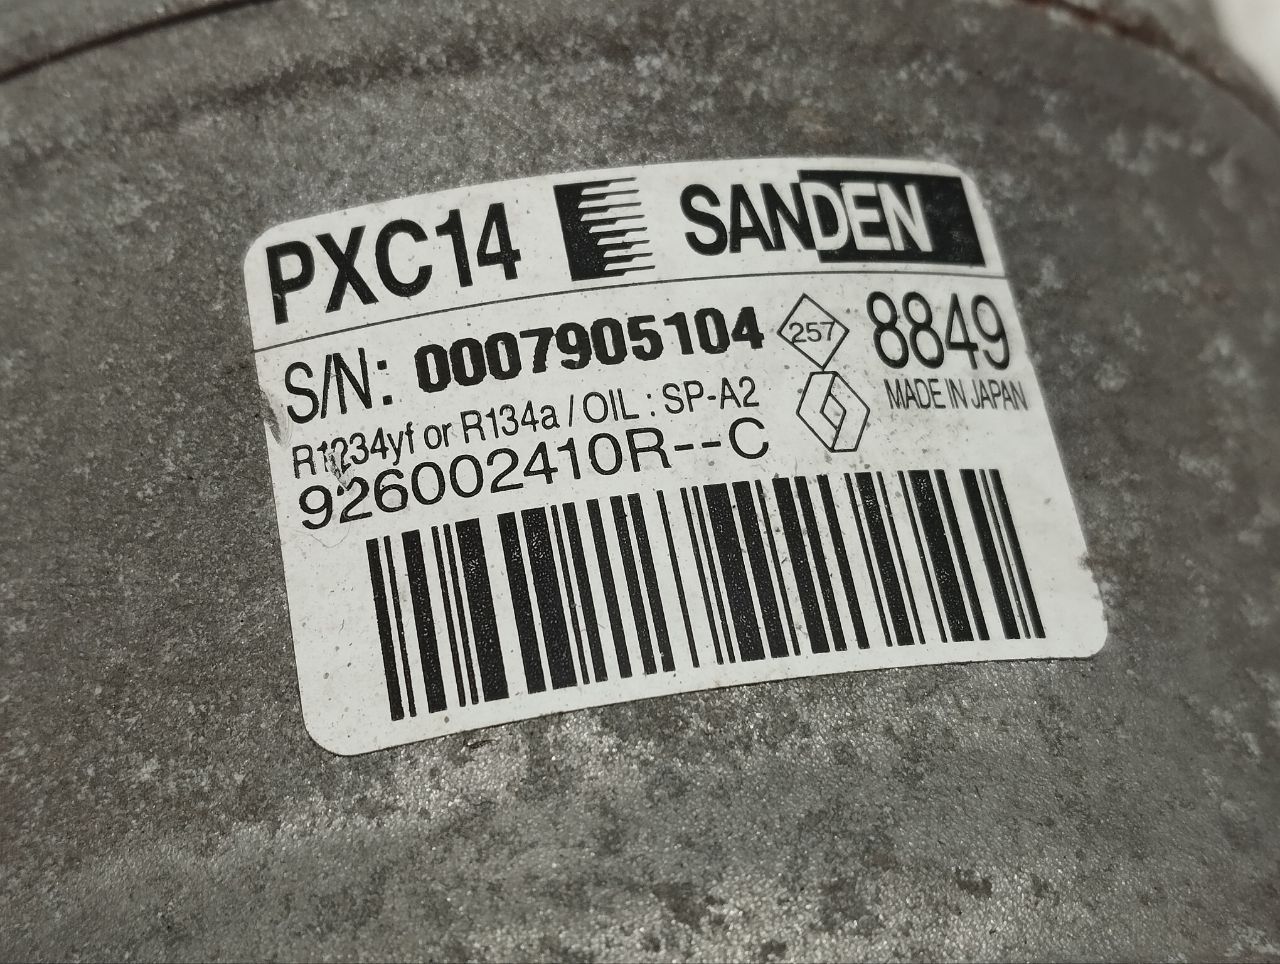 PXC14 SANDEN
S/N: 0007905104 257 8849
R1234yf or R134a / OIL : SP-A2 MADE IN JAPAN
926002410R--C